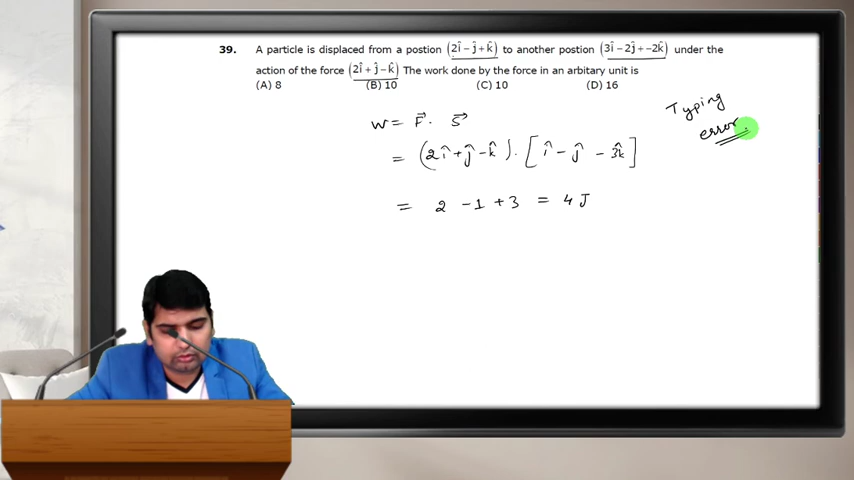 39. A particle is displaced from a postion (2î − ĵ + k̂) to another postion (3î − 2ĵ + −2k̂) under the
action of the force (2î + ĵ − k̂) The work done by the force in an arbitary unit is
(A) 8 (B) 10 (C) 10 (D) 16
Typing
error.
W = F⃗ · S⃗
= (2î + ĵ − k̂) · [î − ĵ − 3k̂]
= 2 − 1 + 3 = 4 J